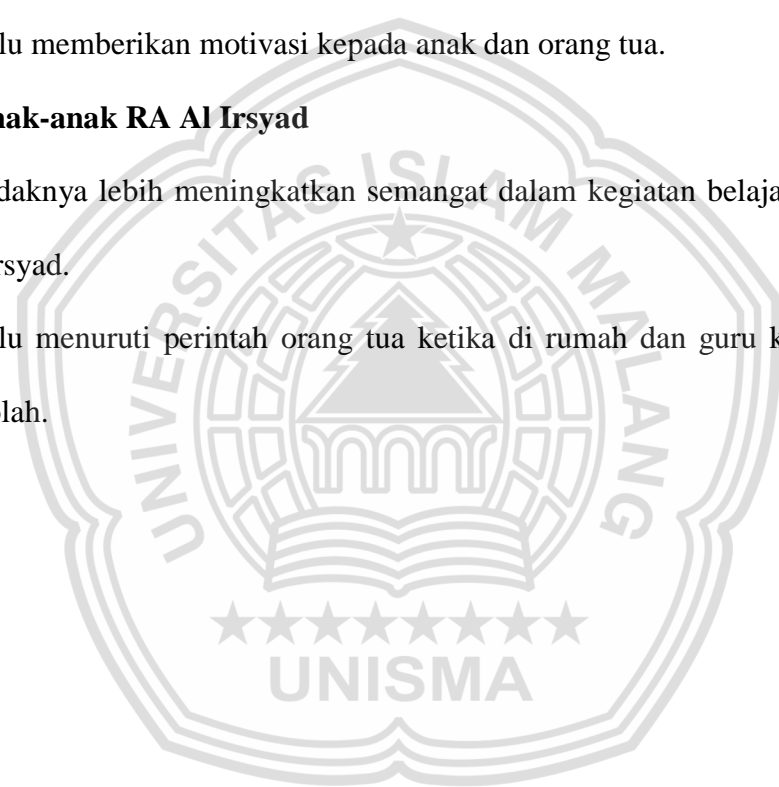 lu memberikan motivasi kepada anak dan orang tua.
nak-anak RA Al Irsyad
daknya lebih meningkatkan semangat dalam kegiatan belaja
rsyad.
lu menuruti perintah orang tua ketika di rumah dan guru k
olah.
UNIVERSITAS ISLAM MALANG
UNISMA